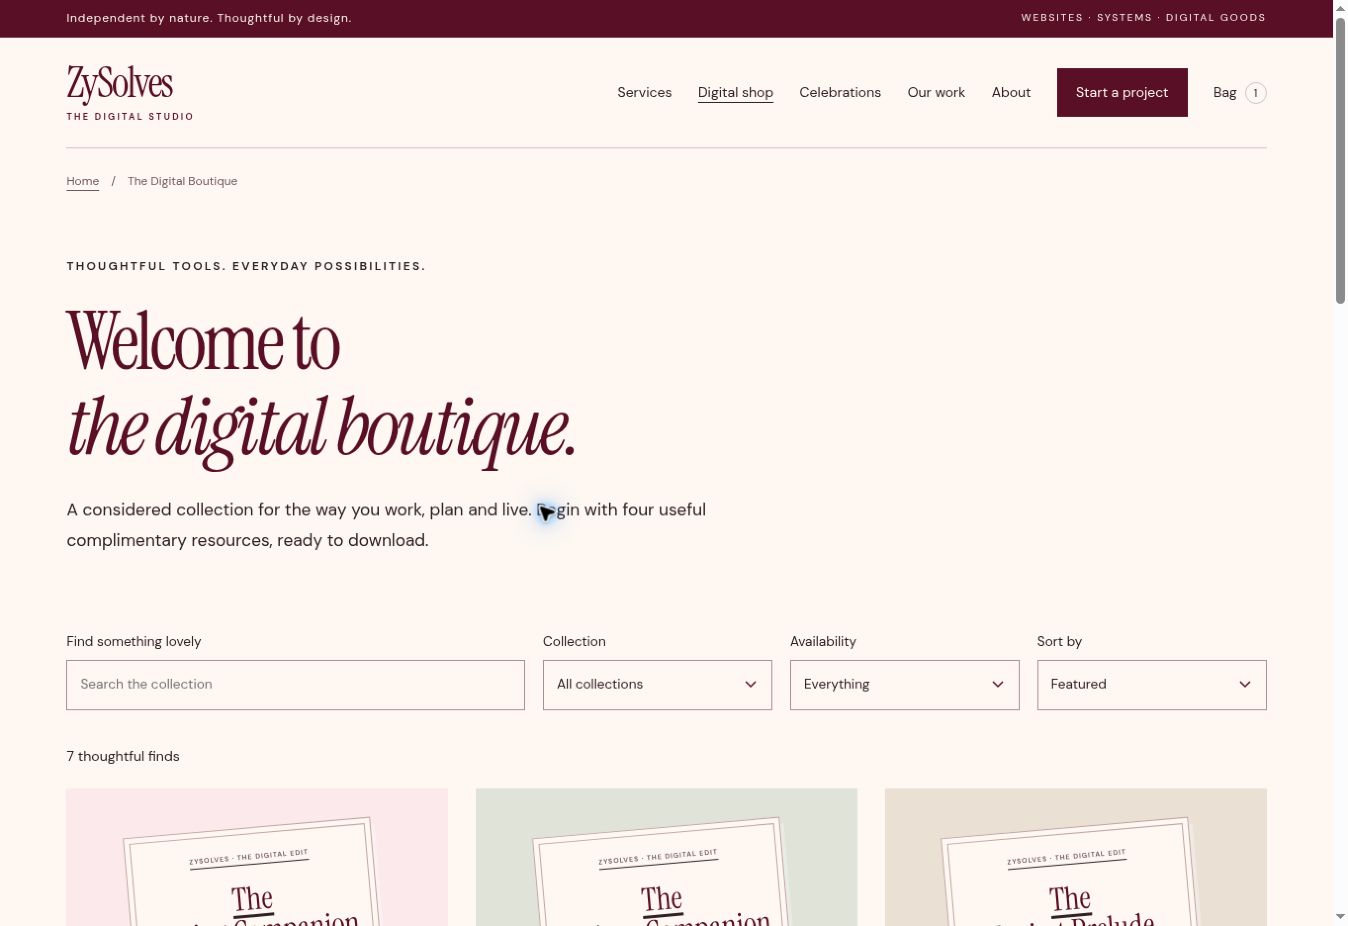 Independent by nature. Thoughtful by design.
WEBSITES · SYSTEMS · DIGITAL GOODS
ZySolves
THE DIGITAL STUDIO
Services
Digital shop
Celebrations
Our work
About
Start a project
Bag 1
Home / The Digital Boutique
THOUGHTFUL TOOLS. EVERYDAY POSSIBILITIES.
Welcome to
the digital boutique.
A considered collection for the way you work, plan and live. Begin with four useful
complimentary resources, ready to download.
Find something lovely
Collection
Availability
Sort by
Search the collection
All collections
Everything
Featured
7 thoughtful finds
ZYSOLVES · THE DIGITAL EDIT
The
ZYSOLVES · THE DIGITAL EDIT
The
Companion
ZYSOLVES · THE DIGITAL EDIT
The
Prelude